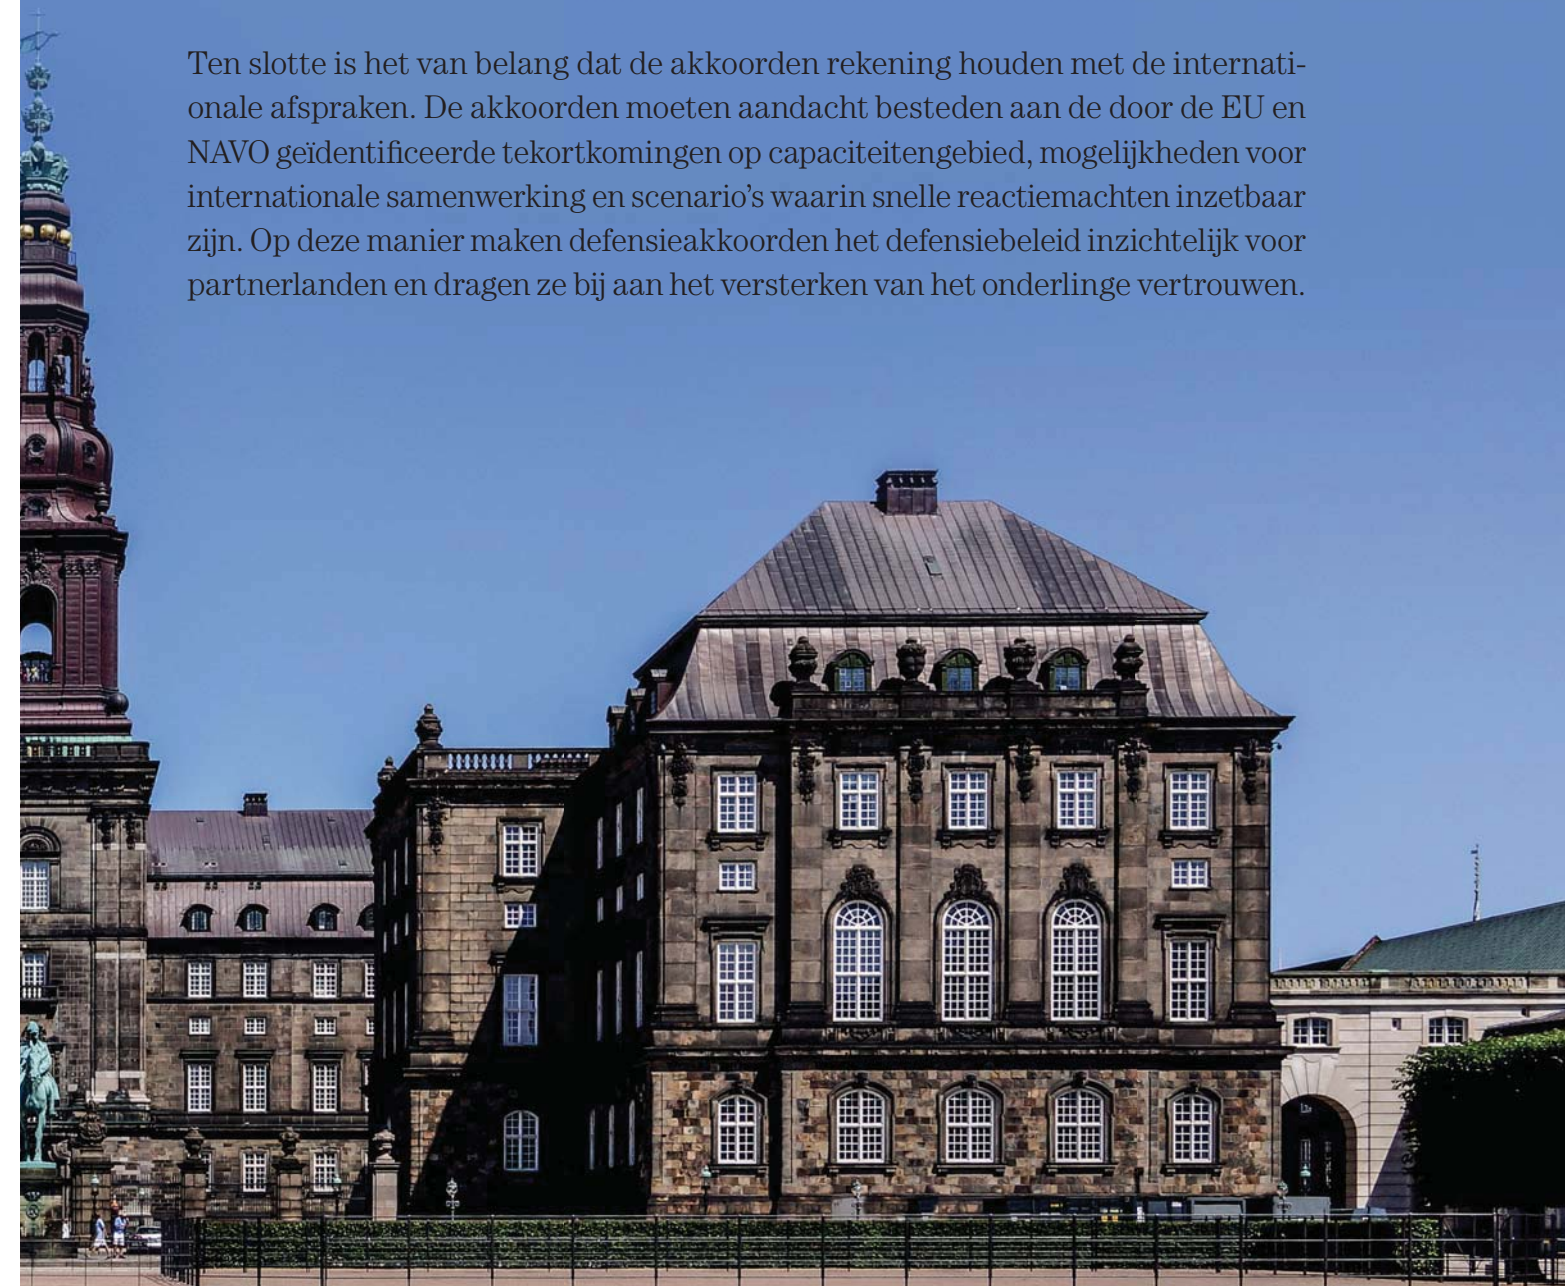 Ten slotte is het van belang dat de akkoorden rekening houden met de internati-
onale afspraken. De akkoorden moeten aandacht besteden aan de door de EU en
NAVO geïdentificeerde tekortkomingen op capaciteitengebied, mogelijkheden voor
internationale samenwerking en scenario’s waarin snelle reactiemachten inzetbaar
zijn. Op deze manier maken defensieakkoorden het defensiebeleid inzichtelijk voor
partnerlanden en dragen ze bij aan het versterken van het onderlinge vertrouwen.